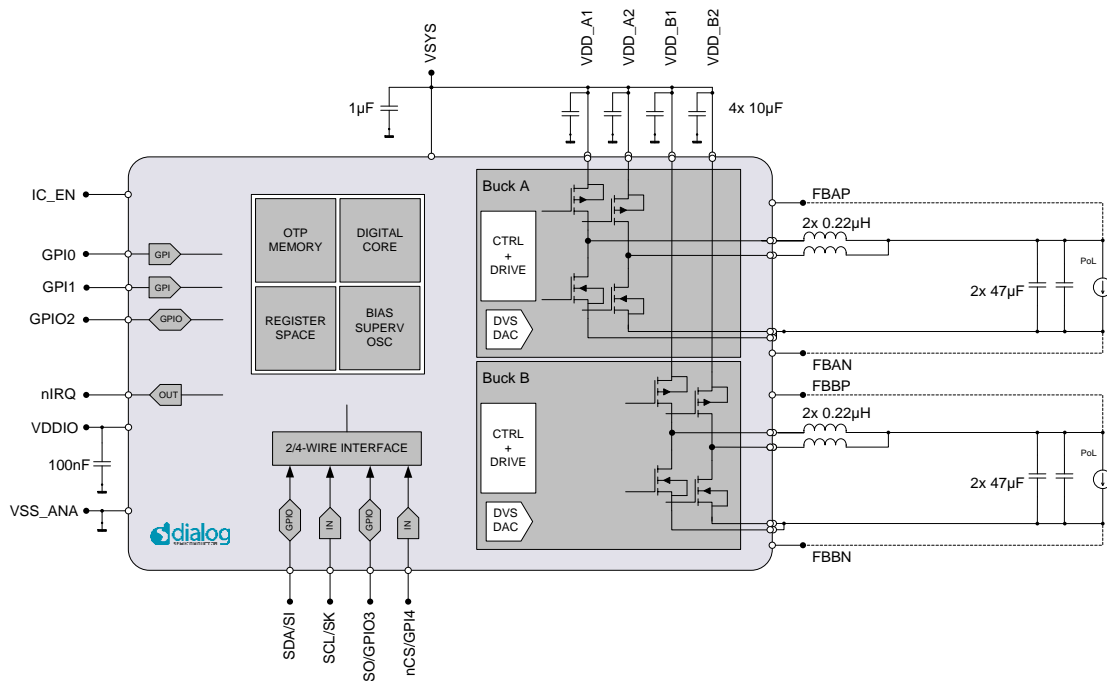 VSYS
VDD_A1
VDD_A2
VDD_B1
VDD_B2
1µF
4x 10µF
IC_EN
GPI0
GPI
GPI1
GPI
GPIO2
GPIO
nIRQ
OUT
VDDIO
100nF
VSS_ANA
OTP
MEMORY
DIGITAL
CORE
REGISTER
SPACE
BIAS
SUPERV
OSC
2/4-WIRE INTERFACE
GPIO
IN
GPIO
IN
SDA/SI
SCL/SK
SO/GPIO3
nCS/GPI4
dialog
SEMICONDUCTOR
Buck A
CTRL
+
DRIVE
DVS
DAC
Buck B
CTRL
+
DRIVE
DVS
DAC
FBAP
2x 0.22µH
2x 47µF
PoL
FBAN
FBBP
2x 0.22µH
2x 47µF
PoL
FBBN